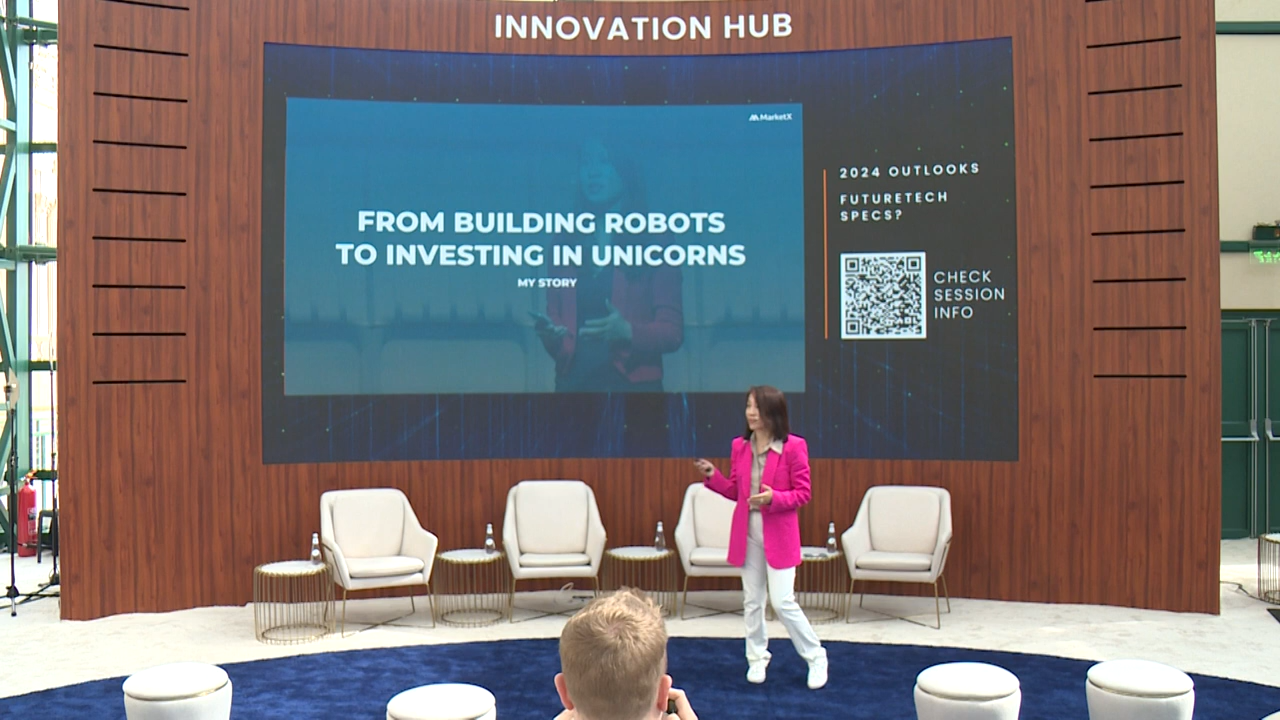 INNOVATION HUB
MarketX
FROM BUILDING ROBOTS
TO INVESTING IN UNICORNS
MY STORY
2024 OUTLOOKS
FUTURETECH
SPECS?
CHECK
SESSION
INFO